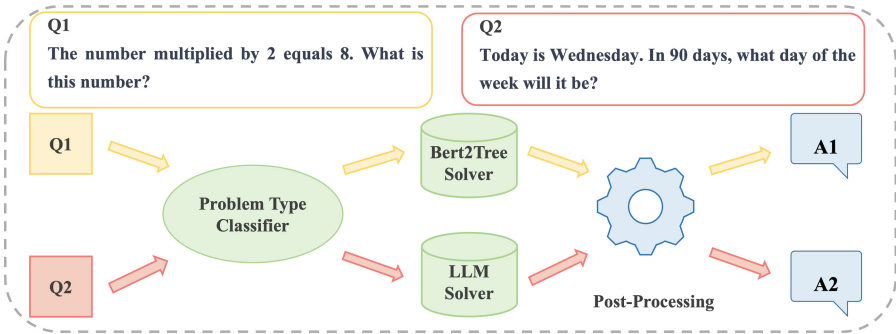 Q1
The number multiplied by 2 equals 8. What is
this number?
Q2
Today is Wednesday. In 90 days, what day of the
week will it be?
Q1
Bert2Tree
Solver
A1
Problem Type
Classifier
Q2
LLM
Solver
Post-Processing
A2